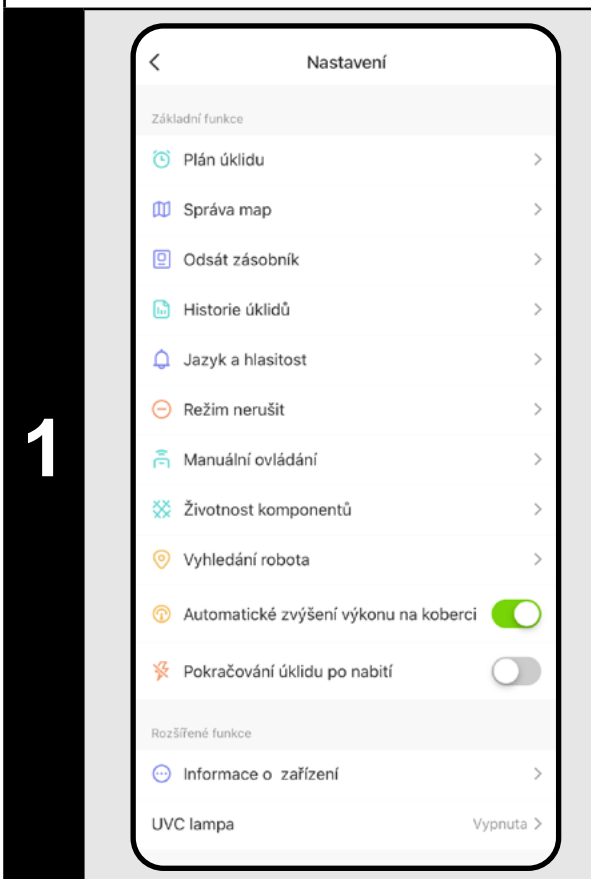 Nastavení
Základní funkce
Plán úklidu
Správa map
Odsát zásobník
Historie úklidů
Jazyk a hlasitost
Režim nerušit
1
Manuální ovládání
Životnost komponentů
Vyhledání robota
Automatické zvýšení výkonu na koberci
Pokračování úklidu po nabití
Rozšířené funkce
Informace o zařízení
UVC lampa Vypnuta